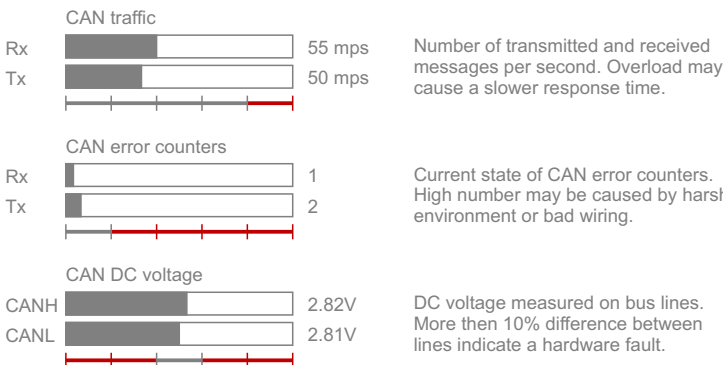 CAN traffic
Rx 55 mps
Tx 50 mps
Number of transmitted and received
messages per second. Overload may
cause a slower response time.
CAN error counters
Rx 1
Tx 2
Current state of CAN error counters.
High number may be caused by harsh
environment or bad wiring.
CAN DC voltage
CANH 2.82V
CANL 2.81V
DC voltage measured on bus lines.
More then 10% difference between
lines indicate a hardware fault.